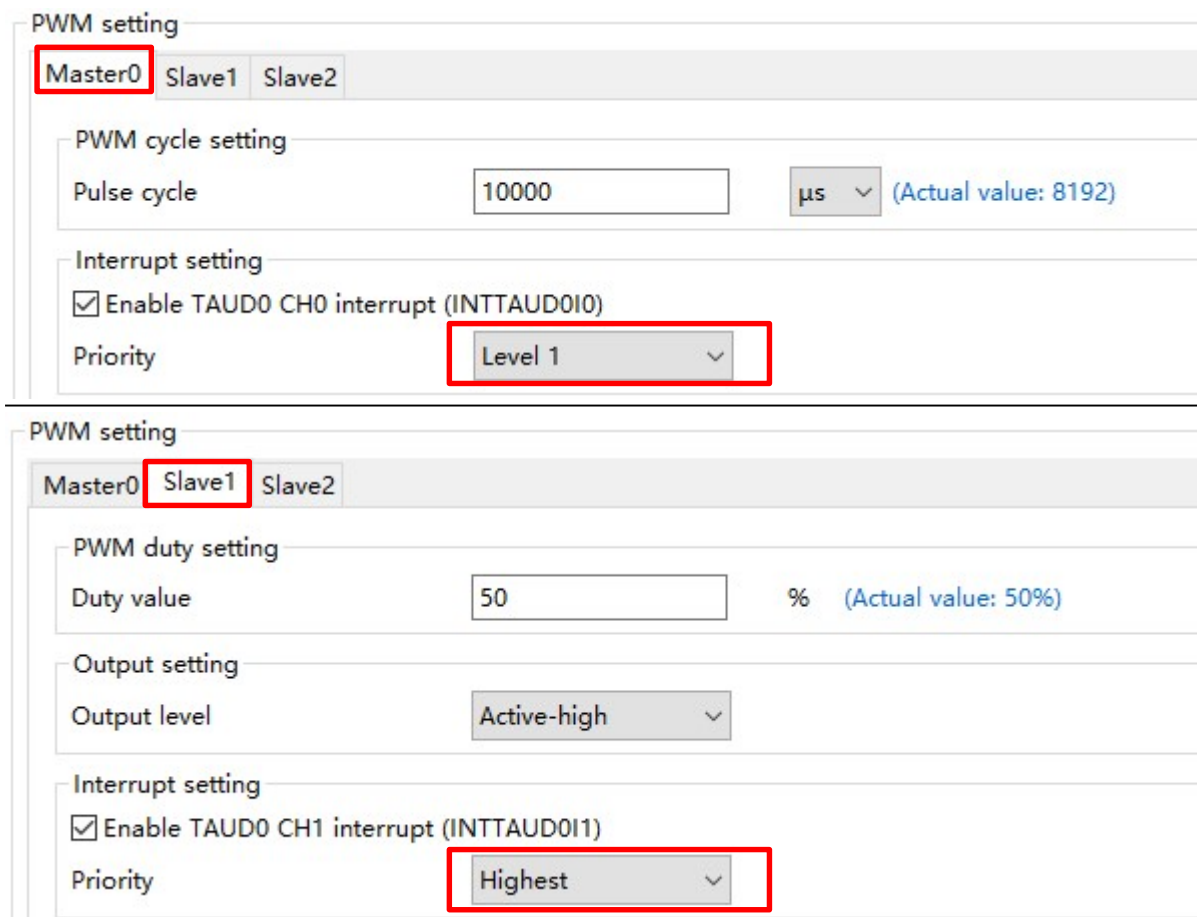 PWM setting
Master0 Slave1 Slave2
PWM cycle setting
Pulse cycle 10000 µs (Actual value: 8192)
Interrupt setting
Enable TAUD0 CH0 interrupt (INTTAUD0I0)
Priority Level 1
PWM setting
Master0 Slave1 Slave2
PWM duty setting
Duty value 50 % (Actual value: 50%)
Output setting
Output level Active-high
Interrupt setting
Enable TAUD0 CH1 interrupt (INTTAUD0I1)
Priority Highest